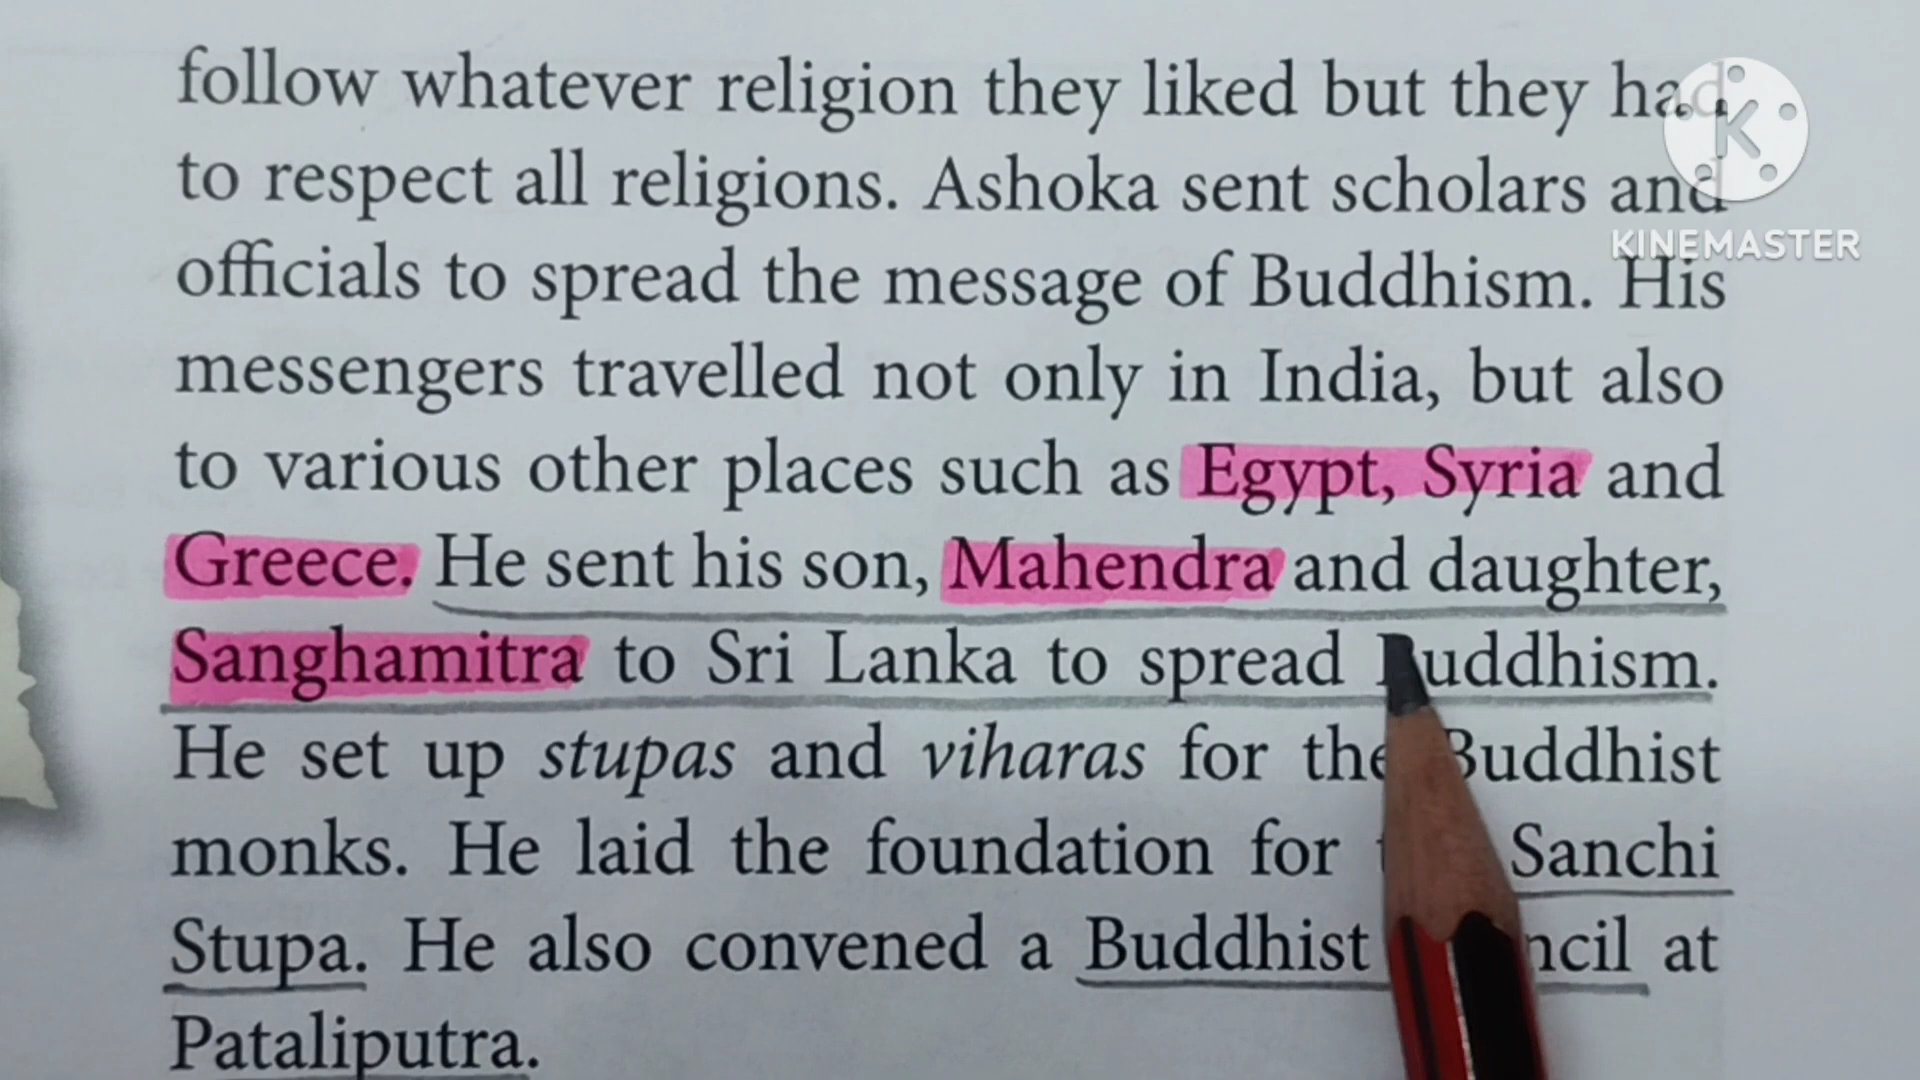 follow whatever religion they liked but they had
to respect all religions. Ashoka sent scholars and
officials to spread the message of Buddhism. His
messengers travelled not only in India, but also
to various other places such as Egypt, Syria and
Greece. He sent his son, Mahendra and daughter,
Sanghamitra to Sri Lanka to spread Buddhism.
He set up stupas and viharas for the Buddhist
monks. He laid the foundation for Sanchi
Stupa. He also convened a Buddhist at
Pataliputra.
K
KINEMASTER